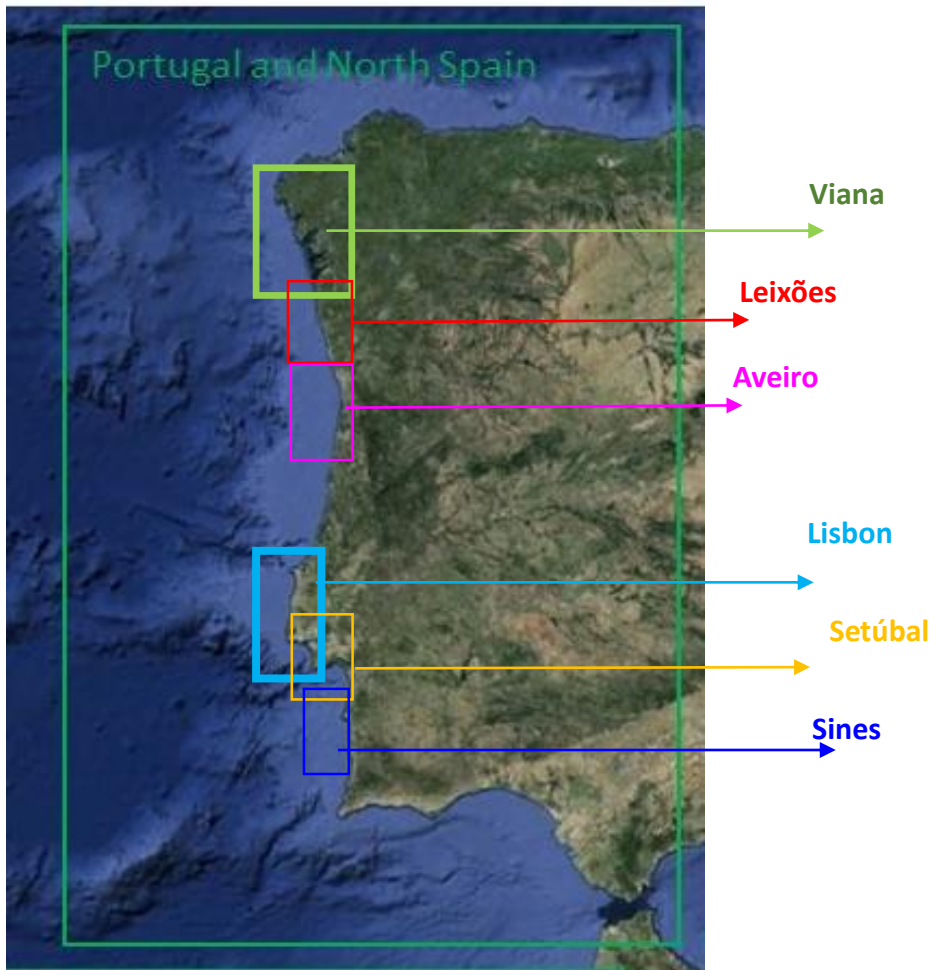 Portugal and North Spain
Viana
Leixões
Aveiro
Lisbon
Setúbal
Sines